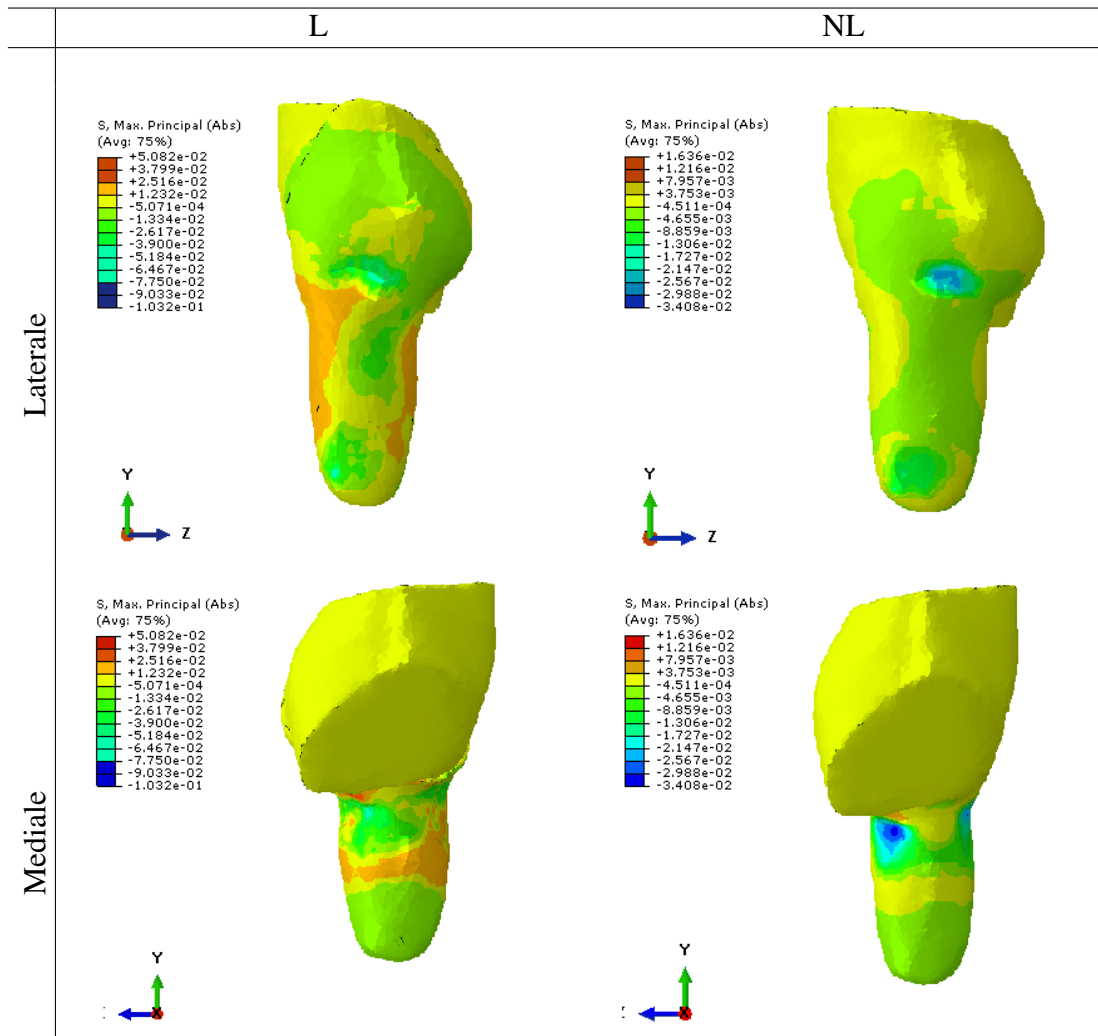 L NL
Laterale
S, Max. Principal (Abs)
(Avg: 75%)
+5.082e-02
+3.799e-02
+2.516e-02
+1.232e-02
-5.071e-04
-1.334e-02
-2.617e-02
-3.900e-02
-5.184e-02
-6.467e-02
-7.750e-02
-9.033e-02
-1.032e-01
Y
Z
S, Max. Principal (Abs)
(Avg: 75%)
+1.636e-02
+1.216e-02
+7.957e-03
+3.753e-03
-4.511e-04
-4.655e-03
-8.859e-03
-1.306e-02
-1.727e-02
-2.147e-02
-2.567e-02
-2.988e-02
-3.408e-02
Y
Z
Mediale
S, Max. Principal (Abs)
(Avg: 75%)
+5.082e-02
+3.799e-02
+2.516e-02
+1.232e-02
-5.071e-04
-1.334e-02
-2.617e-02
-3.900e-02
-5.184e-02
-6.467e-02
-7.750e-02
-9.033e-02
-1.032e-01
Y
X
S, Max. Principal (Abs)
(Avg: 75%)
+1.636e-02
+1.216e-02
+7.957e-03
+3.753e-03
-4.511e-04
-4.655e-03
-8.859e-03
-1.306e-02
-1.727e-02
-2.147e-02
-2.567e-02
-2.988e-02
-3.408e-02
Y
X